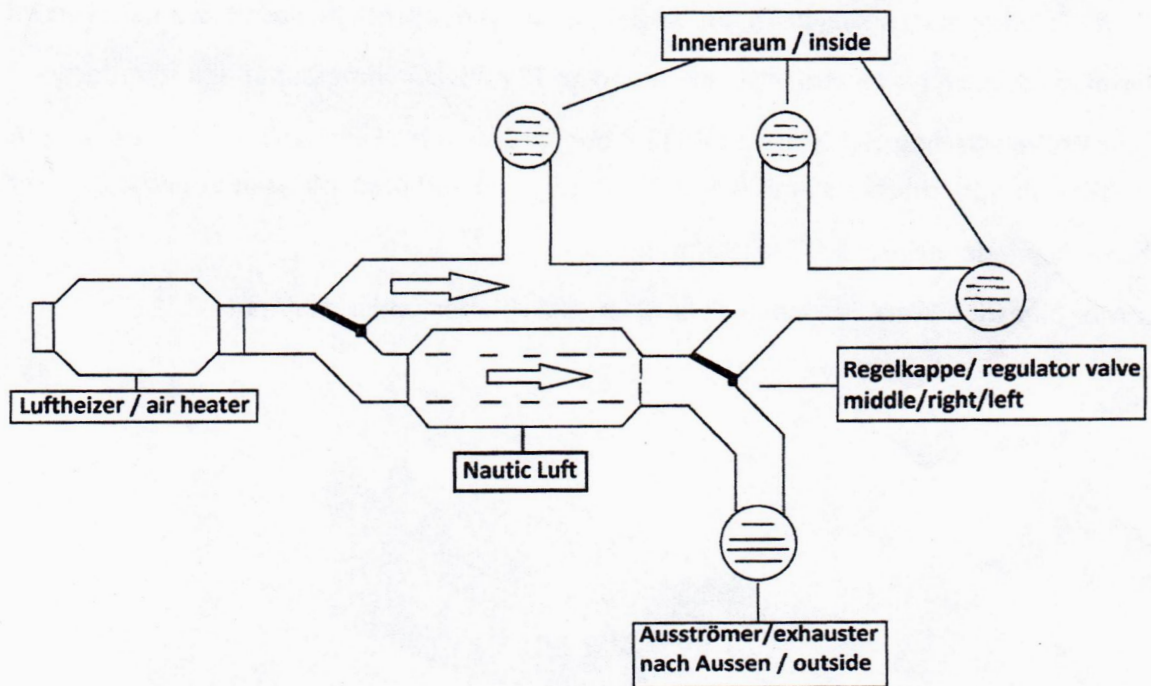 Innenraum / inside
Luftheizer / air heater
Regelkappe/ regulator valve
middle/right/left
Nautic Luft
Ausströmer/exhauster
nach Aussen / outside